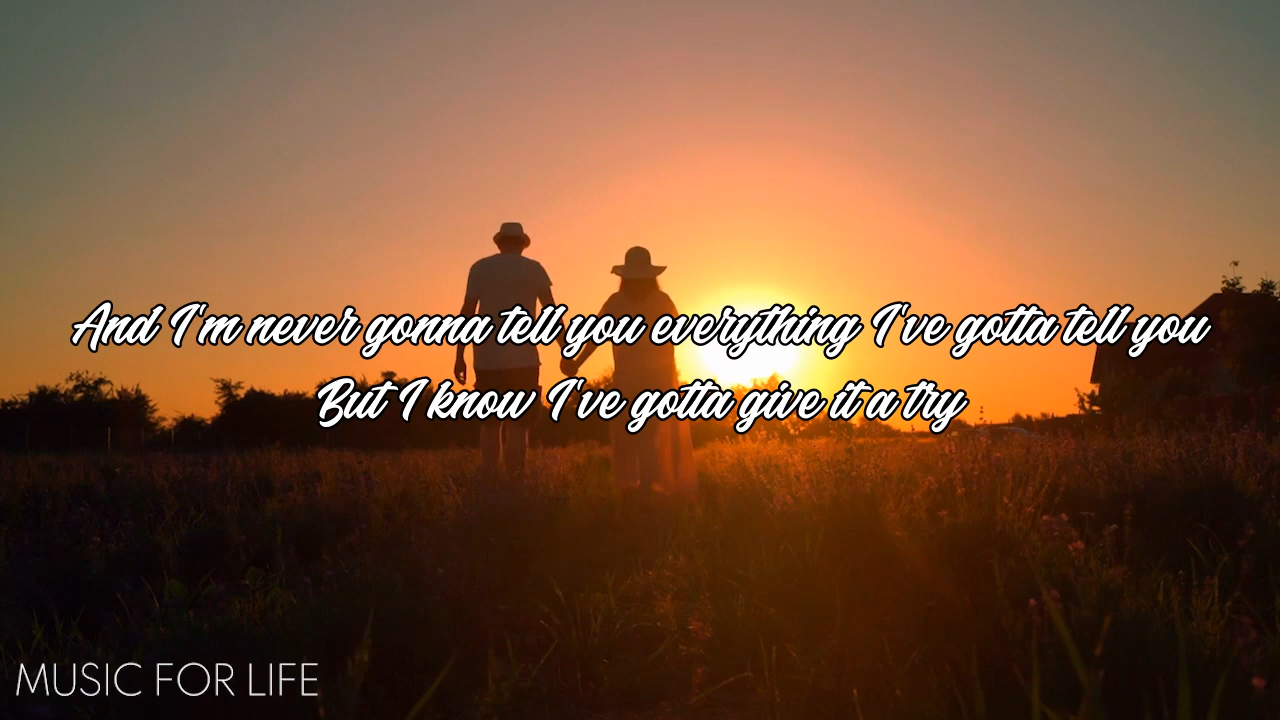 And I'm never gonna tell you everything I've gotta tell you
But I know I've gotta give it a try
MUSIC FOR LIFE